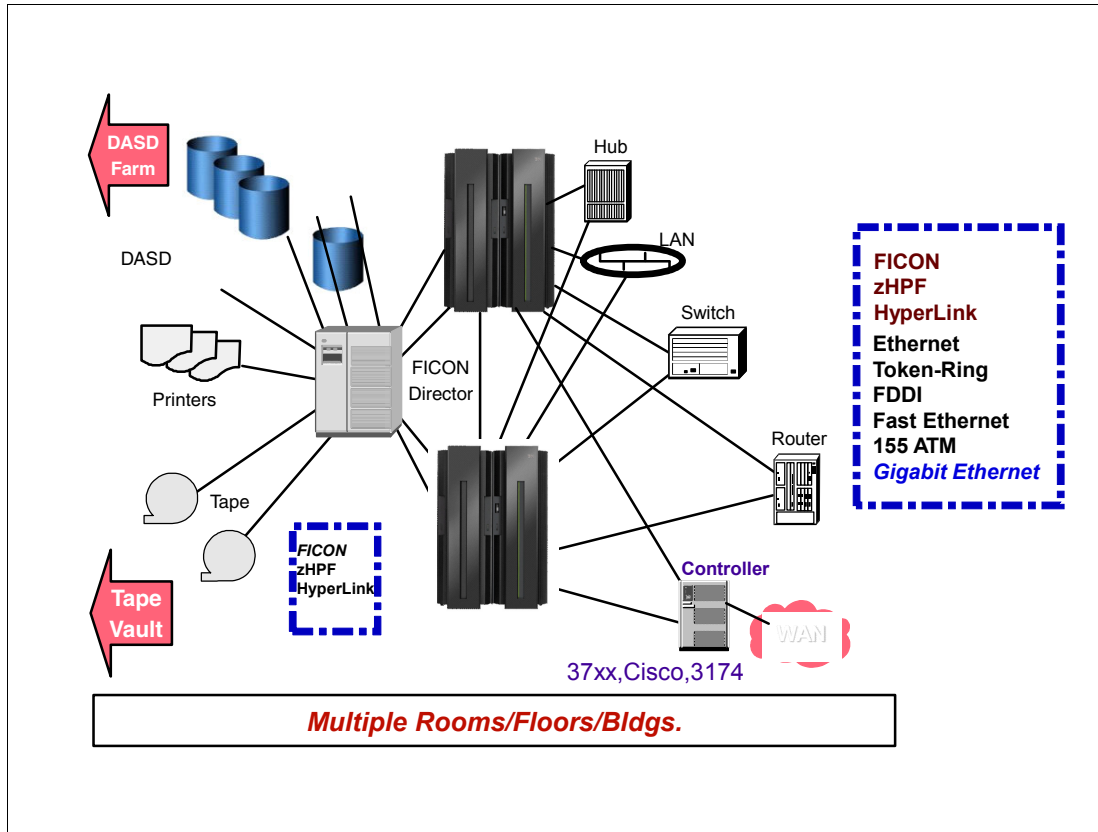 DASD
Farm
DASD
Printers
Tape
Tape
Vault
FICON
zHPF
HyperLink
FICON
Director
Hub
LAN
Switch
Router
Controller
WAN
37xx,Cisco,3174
FICON
zHPF
HyperLink
Ethernet
Token-Ring
FDDI
Fast Ethernet
155 ATM
Gigabit Ethernet
Multiple Rooms/Floors/Bldgs.